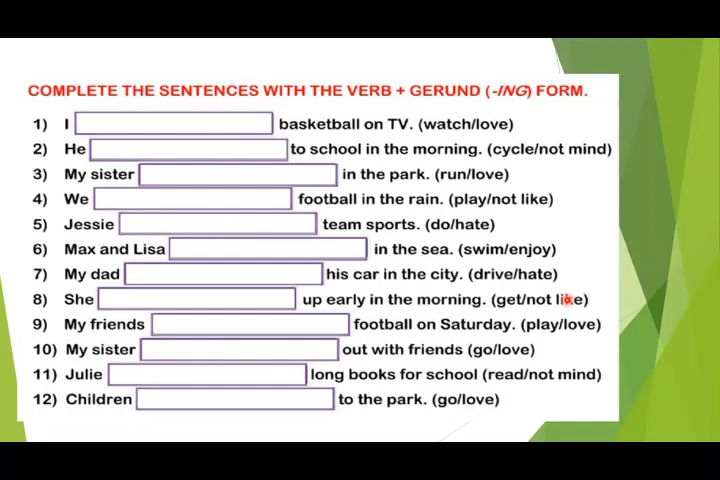 COMPLETE THE SENTENCES WITH THE VERB + GERUND (-ING) FORM.
1) I basketball on TV. (watch/love)
2) He to school in the morning. (cycle/not mind)
3) My sister in the park. (run/love)
4) We football in the rain. (play/not like)
5) Jessie team sports. (do/hate)
6) Max and Lisa in the sea. (swim/enjoy)
7) My dad his car in the city. (drive/hate)
8) She up early in the morning. (get/not like)
9) My friends football on Saturday. (play/love)
10) My sister out with friends (go/love)
11) Julie long books for school (read/not mind)
12) Children to the park. (go/love)